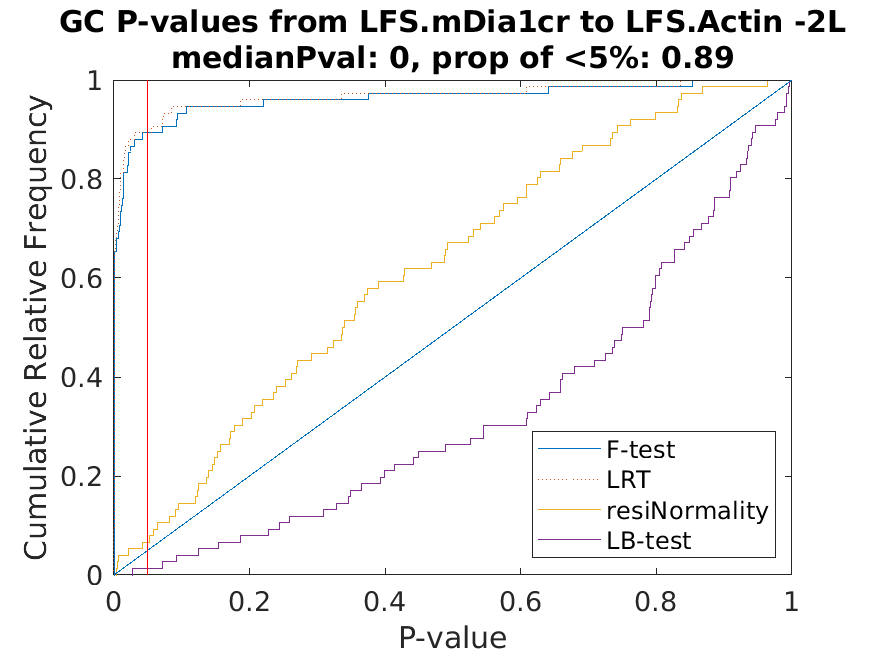 GC P-values from LFS.mDia1cr to LFS.Actin -2L
medianPval: 0, prop of <5%: 0.89
1
0.8
0.6
0.4
0.2
0
Cumulative Relative Frequency
F-test
LRT
resiNormality
LB-test
0
0.2
0.4
0.6
0.8
1
P-value